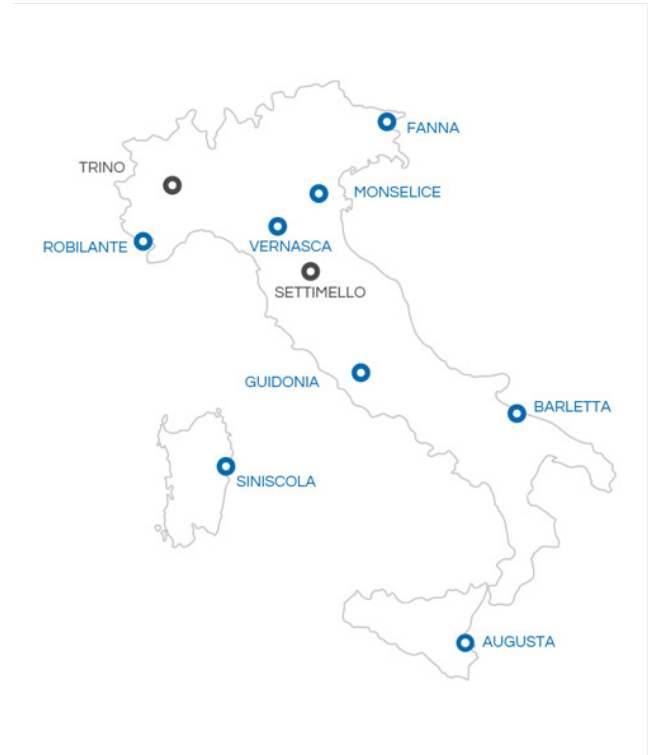 FANNA
TRINO
MONSELICE
ROBILANTE
VERNASCA
SETTIMELLO
GUIDONIA
BARLETTA
SINISCOLA
AUGUSTA